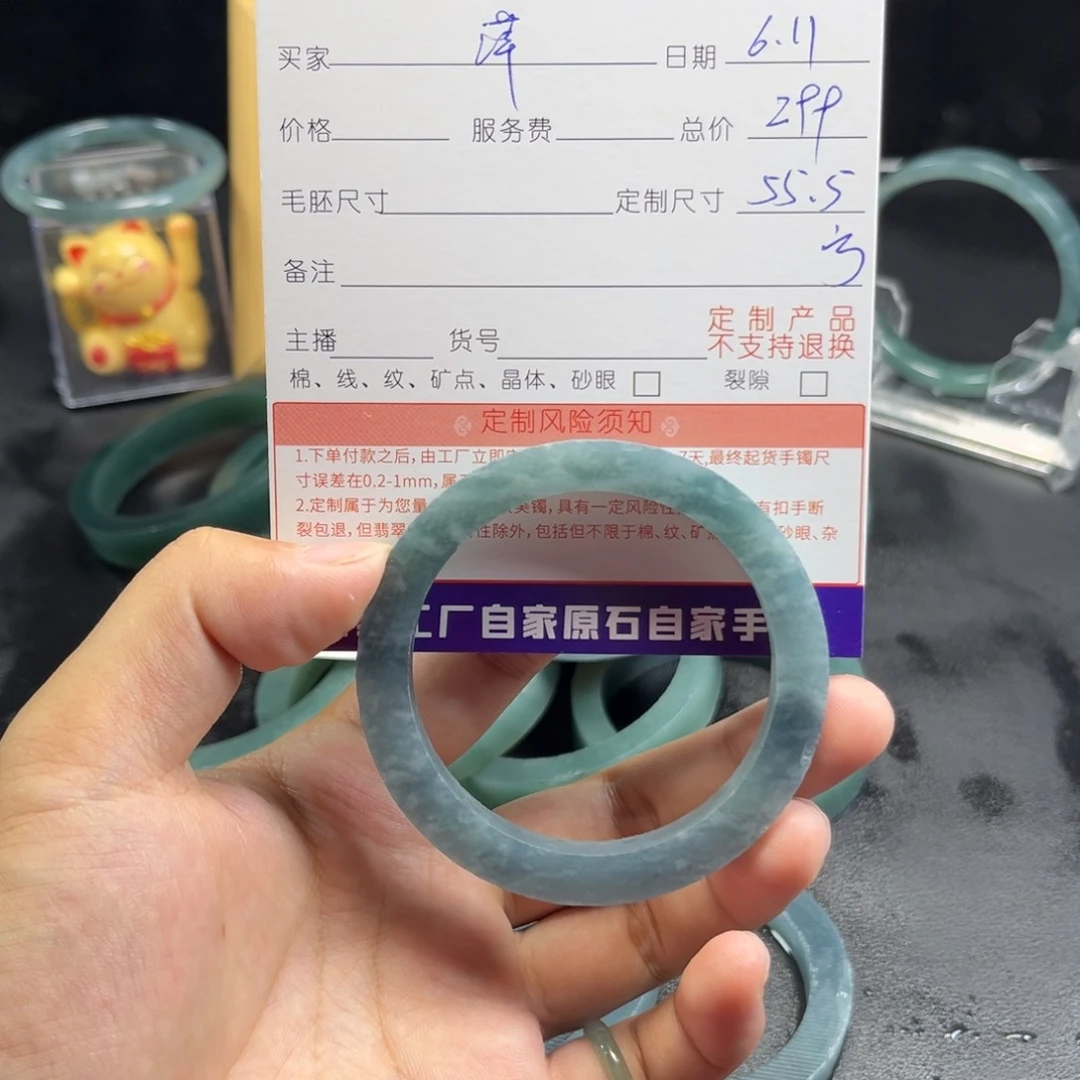 买家 萍 日期 6.11
价格 服务费 总价 299
毛胚尺寸 定制尺寸 55.5
备注
主播 货号 定制产品
不支持退换
棉、线、纹、矿点、晶体、砂眼 □ 裂隙 □
定制风险须知
1.下单付款之后,由工厂立即 7天,最终起货手镯尺
寸误差在0.2-1mm,属
2.定制属于为您量 具有一定风险性 有扣手断
裂包退,但翡翠 性除外,包括但不限于棉、纹、矿 砂眼、杂
工厂自家原石自家手